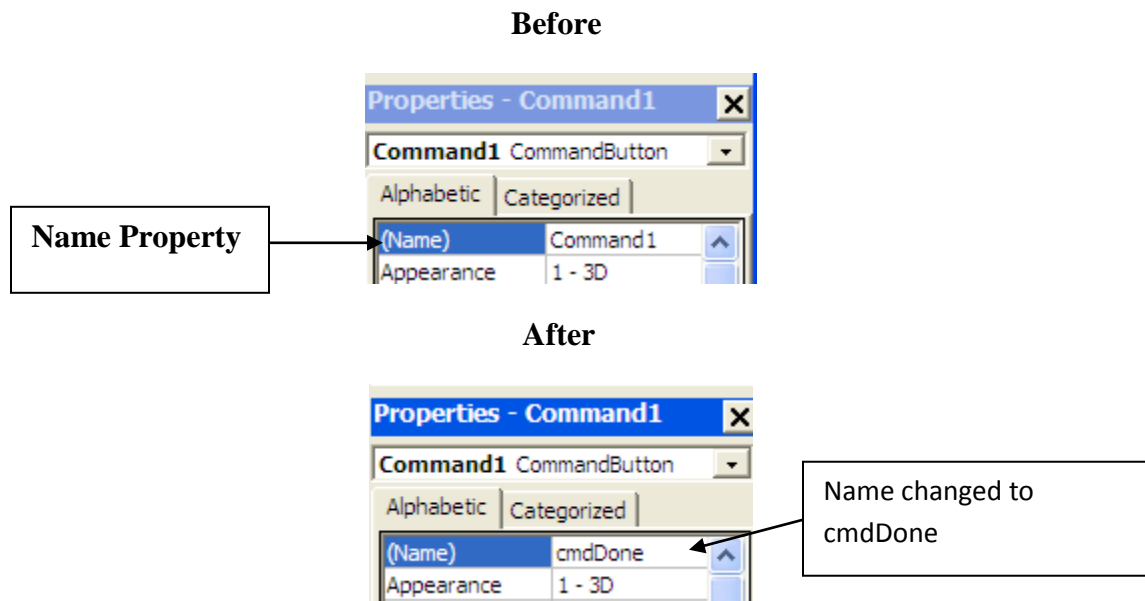 Before
Properties - Command1
Command1 CommandButton
Alphabetic Categorized
Name Property
(Name) Command1
Appearance 1 - 3D
After
Properties - Command1
Command1 CommandButton
Alphabetic Categorized
Name changed to
cmdDone
(Name) cmdDone
Appearance 1 - 3D